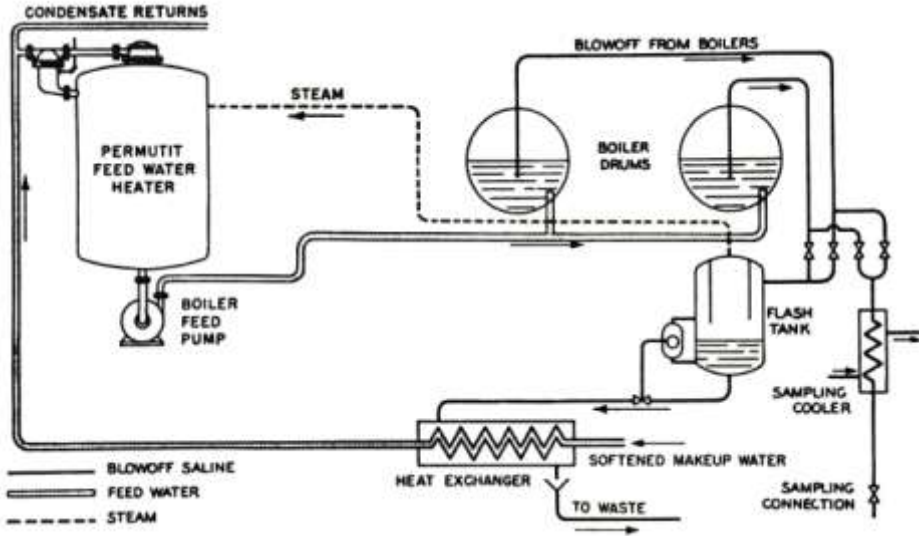 CONDENSATE RETURNS
BLOWOFF FROM BOILERS
STEAM
PERMUTIT
FEED WATER
HEATER
BOILER
DRUMS
BOILER
FEED
PUMP
FLASH
TANK
SAMPLING
COOLER
SOFTENED MAKEUP WATER
HEAT EXCHANGER
BLOWOFF SALINE
FEED WATER
STEAM
TO WASTE
SAMPLING
CONNECTION